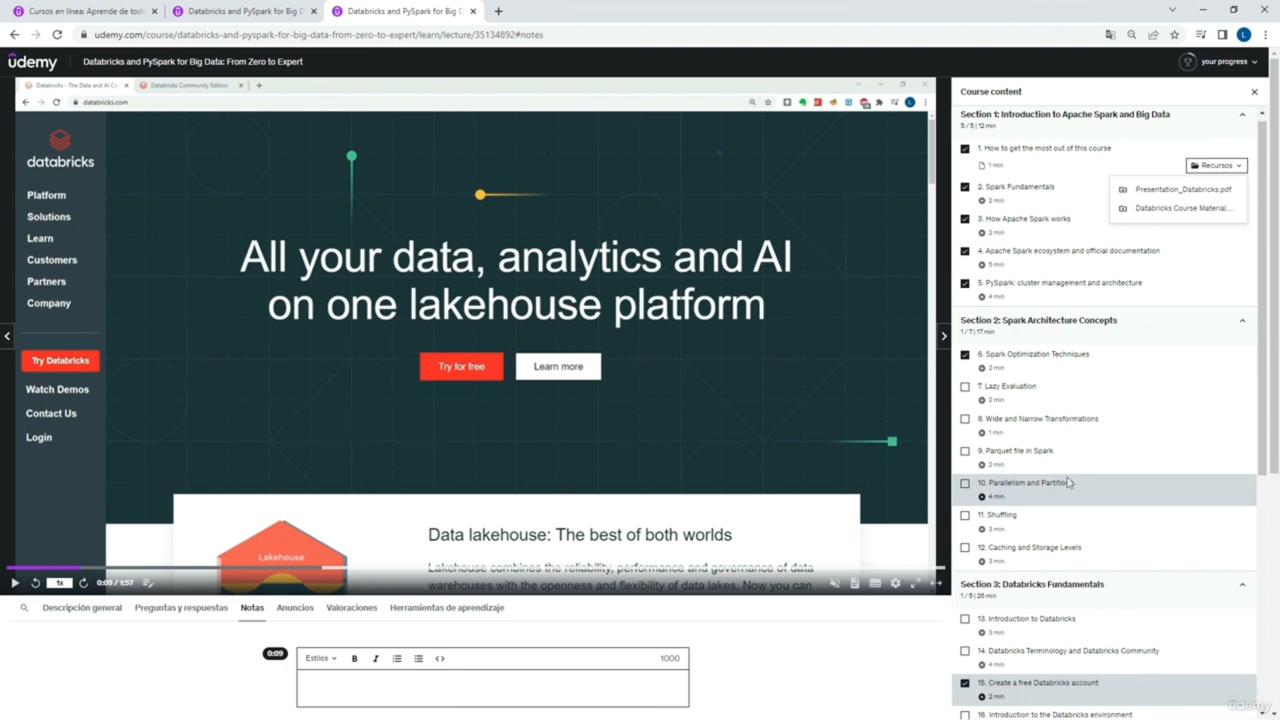 Cursos en línea: Aprende de todo
Databricks and PySpark for Big D
Databricks and PySpark for Big D
udemy.com/course/databricks-and-pyspark-for-big-data-from-zero-to-expert/learn/lecture/35134892#notes
L
ûdemy
Databricks and PySpark for Big Data: From Zero to Expert
your progress
Databricks - The Data and AI Co
Databricks Community Edition
databricks.com
L
databricks
Platform
Solutions
Learn
Customers
Partners
Company
Try Databricks
Watch Demos
Contact Us
Login
All your data, analytics and AI
on one lakehouse platform
Try for free
Learn more
Lakehouse
Data lakehouse: The best of both worlds
Lakehouse combines the reliability, performance and governance of data
warehouses with the openness and flexibility of data lakes. Now you can
1x
0:09 / 1:57
Descripción general
Preguntas y respuestas
Notas
Anuncios
Valoraciones
Herramientas de aprendizaje
0:09
Estilos
B
I
1000
Course content
Section 1: Introduction to Apache Spark and Big Data
5 / 5 | 12 min
1. How to get the most out of this course
1 min
Recursos
Presentation_Databricks.pdf
Databricks Course Material....
2. Spark Fundamentals
2 min
3. How Apache Spark works
2 min
4. Apache Spark ecosystem and official documentation
5 min
5. PySpark: cluster management and architecture
4 min
Section 2: Spark Architecture Concepts
1 / 7 | 17 min
6. Spark Optimization Techniques
2 min
7. Lazy Evaluation
2 min
8. Wide and Narrow Transformations
1 min
9. Parquet file in Spark
2 min
10. Parallelism and Partition
4 min
11. Shuffling
3 min
12. Caching and Storage Levels
3 min
Section 3: Databricks Fundamentals
1 / 5 | 26 min
13. Introduction to Databricks
3 min
14. Databricks Terminology and Databricks Community
4 min
15. Create a free Databricks account
2 min
16. Introduction to the Databricks environment
ûdemy